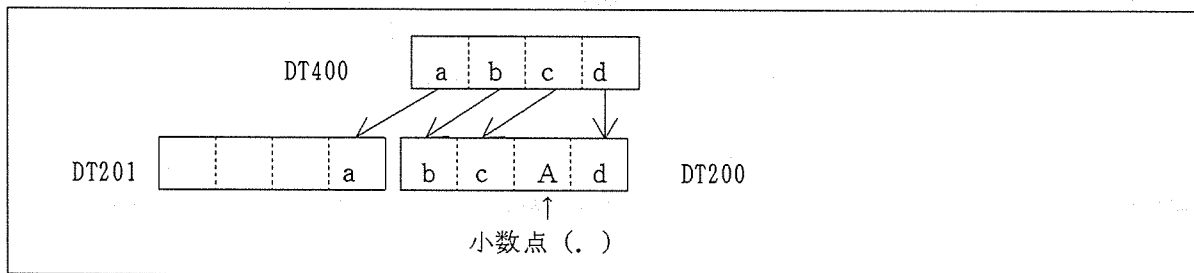 DT400 a b c d
DT201 a b c A d DT200
↑
小数点（．）